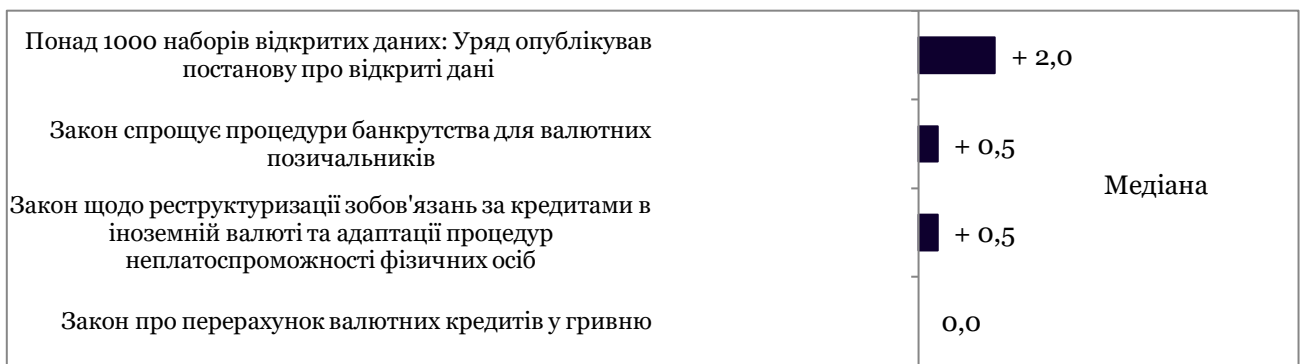 Понад 1000 наборів відкритих даних: Уряд опублікував
постанову про відкриті дані
+ 2,0
Закон спрощує процедури банкрутства для валютних
позичальників
+ 0,5
Медіана
Закон щодо реструктуризації зобов'язань за кредитами в
іноземній валюті та адаптації процедур
неплатоспроможності фізичних осіб
+ 0,5
Закон про перерахунок валютних кредитів у гривню
0,0